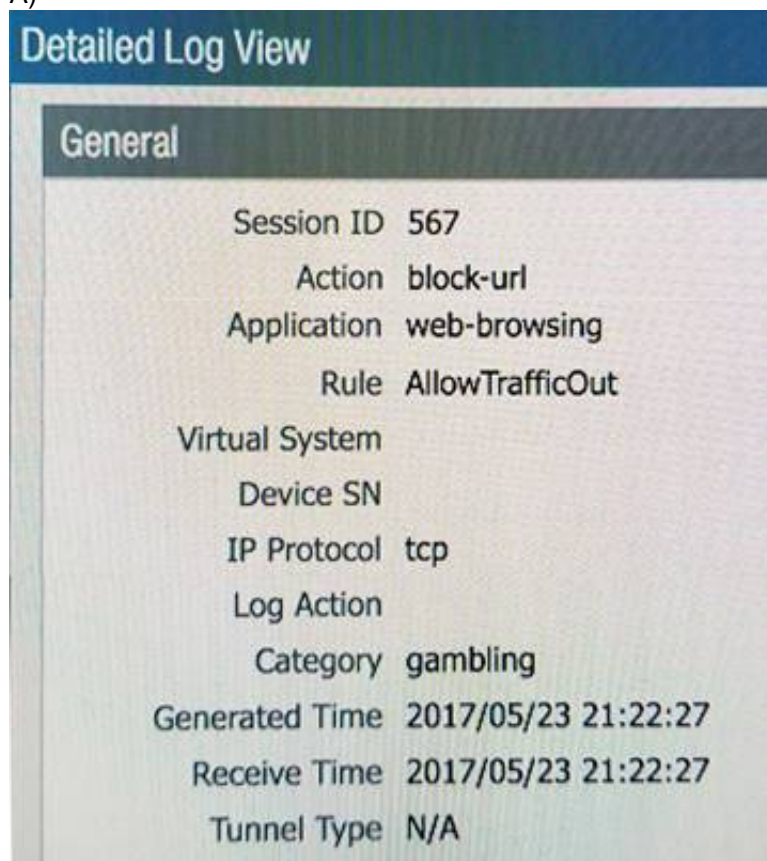 A)
Detailed Log View
General
Session ID 567
Action block-url
Application web-browsing
Rule AllowTrafficOut
Virtual System
Device SN
IP Protocol tcp
Log Action
Category gambling
Generated Time 2017/05/23 21:22:27
Receive Time 2017/05/23 21:22:27
Tunnel Type N/A